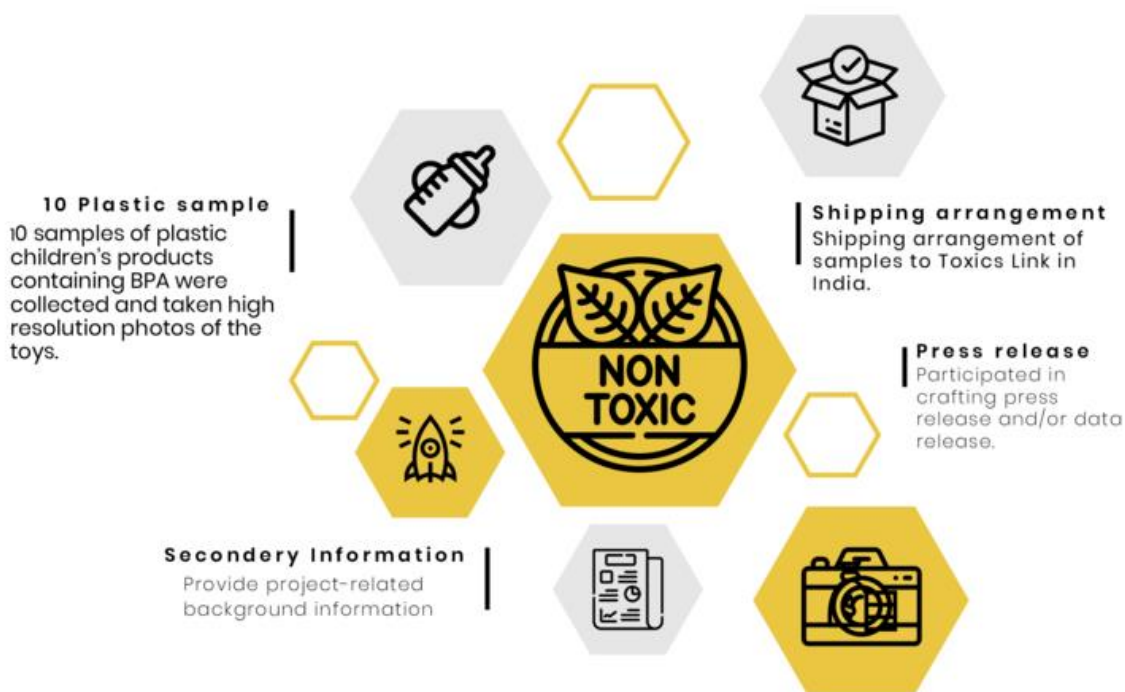 10 Plastic sample
10 samples of plastic
children's products
containing BPA were
collected and taken high
resolution photos of the
toys.
Shipping arrangement
Shipping arrangement of
samples to Toxics Link in
India.
NON
TOXIC
Press release
Participated in
crafting press
release and/or data
release.
Secondery Information
Provide project-related
background information